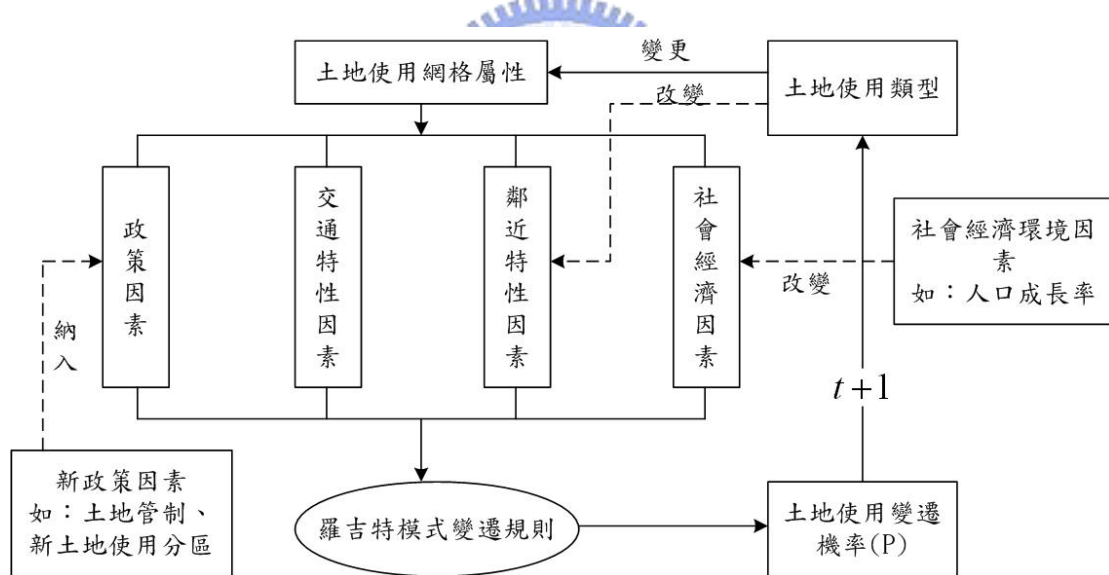 土地使用網格屬性
變更
改變
土地使用類型
政策因素
交通特性因素
鄰近特性因素
社會經濟因素
改變
社會經濟環境因
素
如：人口成長率
納入
t+1
新政策因素
如：土地管制、
新土地使用分區
羅吉特模式變遷規則
土地使用變遷
機率(P)